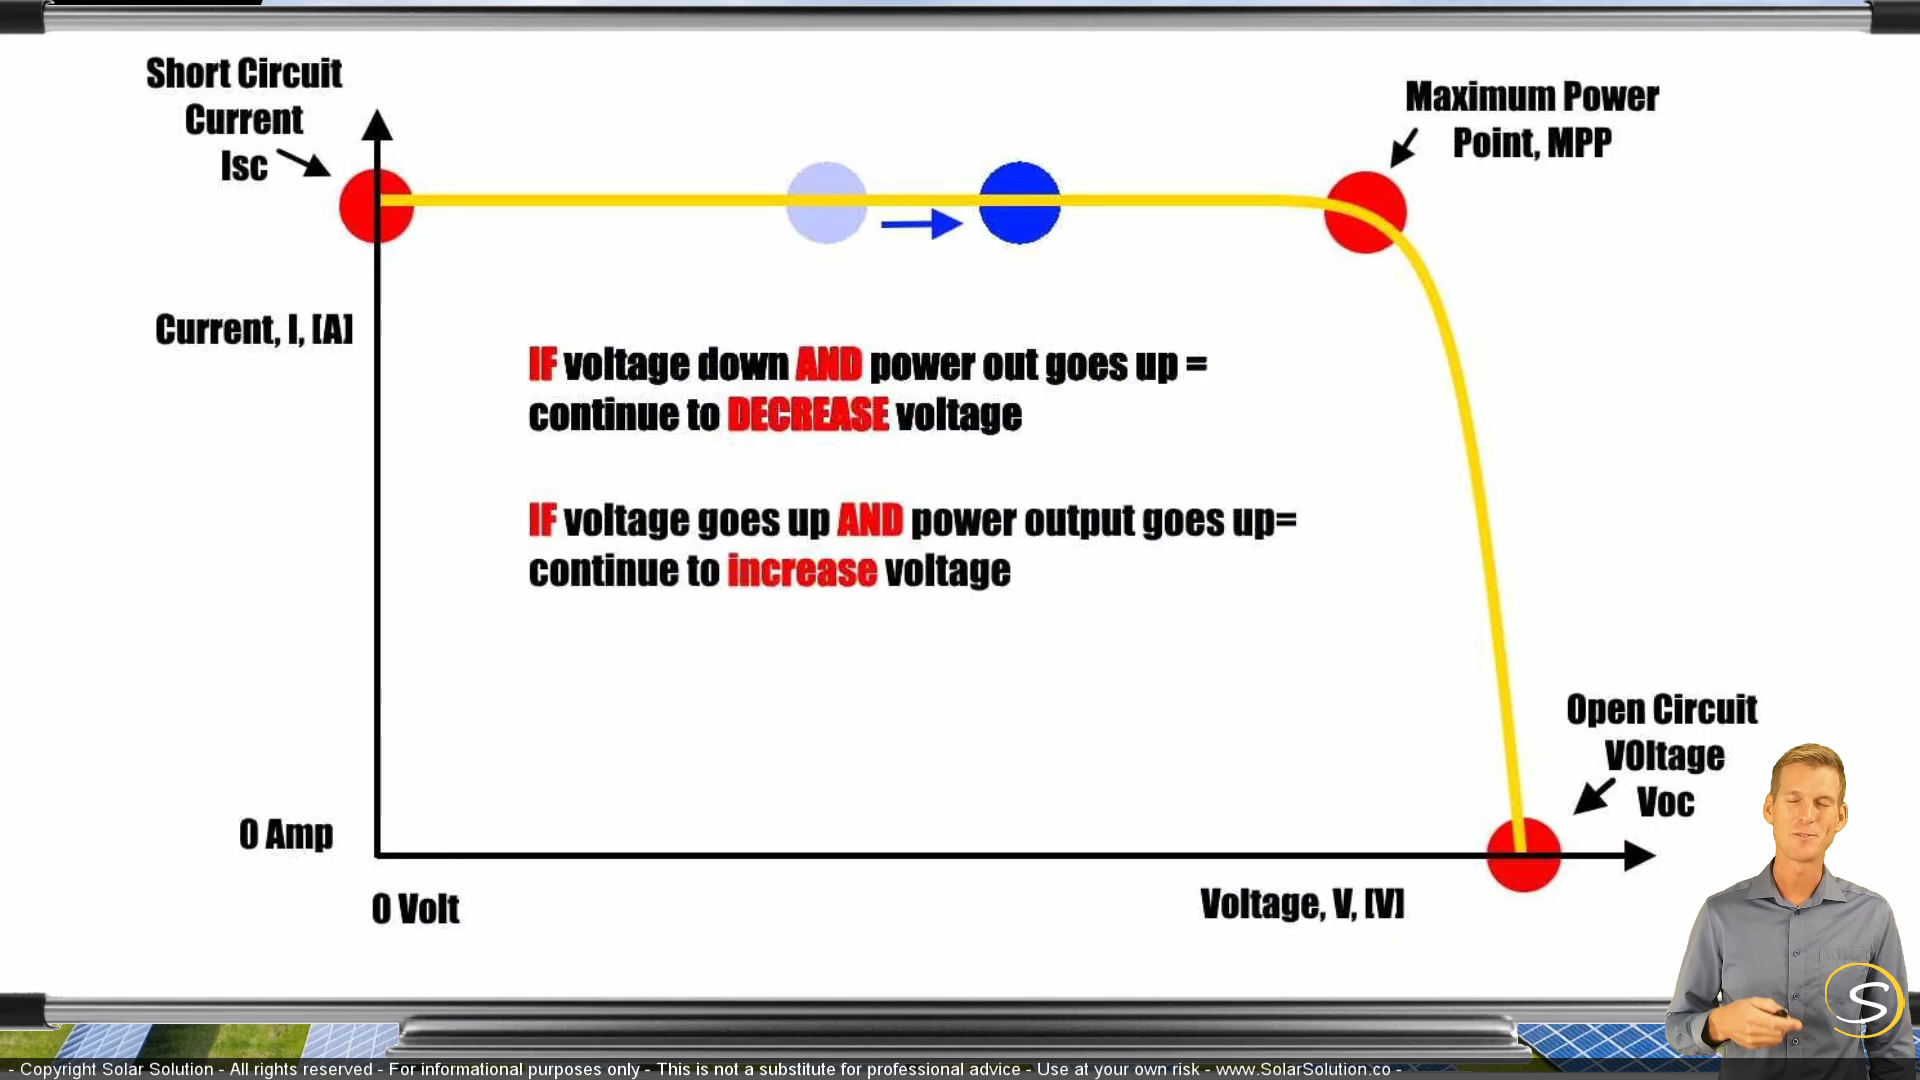 Short Circuit
Current
Isc
Maximum Power
Point, MPP
Current, I, [A]
IF voltage down AND power out goes up =
continue to DECREASE voltage
IF voltage goes up AND power output goes up=
continue to increase voltage
Open Circuit
VOltage
Voc
0 Amp
0 Volt
Voltage, V, [V]
S
- Copyright Solar Solution - All rights reserved - For informational purposes only - This is not a substitute for professional advice - Use at your own risk - www.SolarSolution.co -